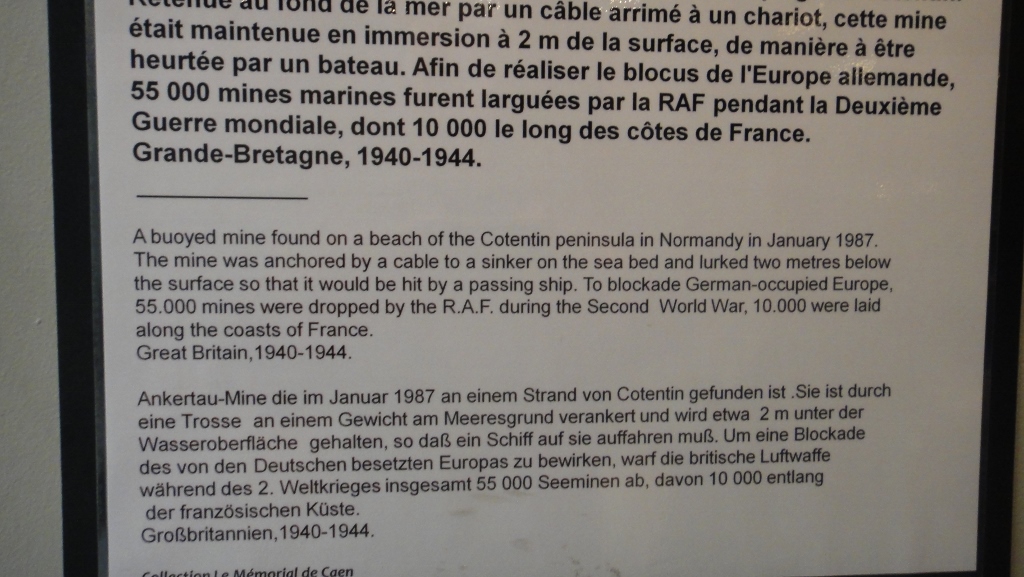 Retenue au fond de la mer par un câble arrimé à un chariot, cette mine
était maintenue en immersion à 2 m de la surface, de manière à être
heurtée par un bateau. Afin de réaliser le blocus de l'Europe allemande,
55 000 mines marines furent larguées par la RAF pendant la Deuxième
Guerre mondiale, dont 10 000 le long des côtes de France.
Grande-Bretagne, 1940-1944.
A buoyed mine found on a beach of the Cotentin peninsula in Normandy in January 1987.
The mine was anchored by a cable to a sinker on the sea bed and lurked two metres below
the surface so that it would be hit by a passing ship. To blockade German-occupied Europe,
55.000 mines were dropped by the R.A.F. during the Second World War, 10.000 were laid
along the coasts of France.
Great Britain,1940-1944.
Ankertau-Mine die im Januar 1987 an einem Strand von Cotentin gefunden ist .Sie ist durch
eine Trosse an einem Gewicht am Meeresgrund verankert und wird etwa 2 m unter der
Wasseroberfläche gehalten, so daß ein Schiff auf sie auffahren muß. Um eine Blockade
des von den Deutschen besetzten Europas zu bewirken, warf die britische Luftwaffe
während des 2. Weltkrieges insgesamt 55 000 Seeminen ab, davon 10 000 entlang
der französischen Küste.
Großbritannien,1940-1944.
Collection Le Mémorial de Caen